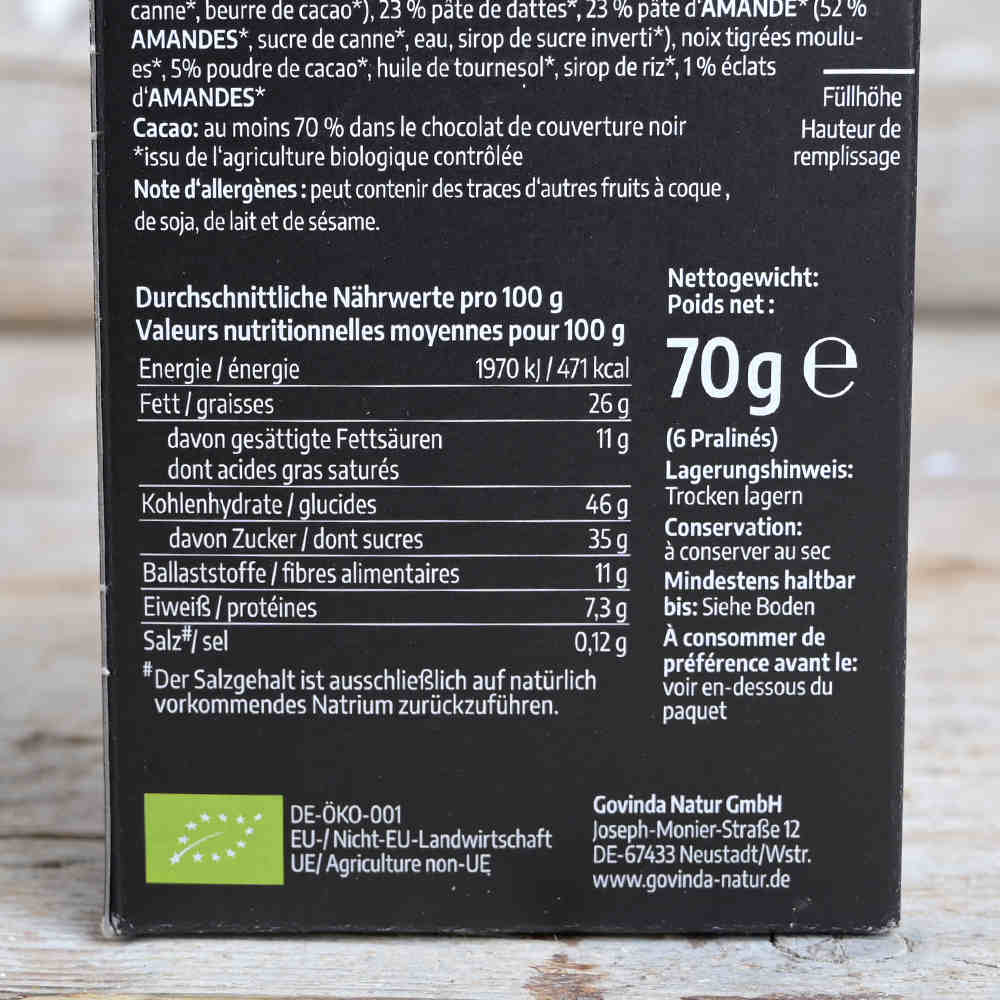 canne*, beurre de cacao*), 23 % pâte de dattes*, 23 % pâte d'AMANDE* (52 %
AMANDES*, sucre de canne*, eau, sirop de sucre inverti*), noix tigrées moulu-
es*, 5% poudre de cacao*, huile de tournesol*, sirop de riz*, 1 % éclats
d'AMANDES*
Cacao: au moins 70 % dans le chocolat de couverture noir
*issu de l'agriculture biologique contrôlée
Note d'allergènes : peut contenir des traces d'autres fruits à coque ,
de soja, de lait et de sésame.
Füllhöhe
Hauteur de
remplissage
Durchschnittliche Nährwerte pro 100 g
Valeurs nutritionnelles moyennes pour 100 g
Energie / énergie 1970 kJ / 471 kcal
Fett / graisses 26 g
davon gesättigte Fettsäuren 11 g
dont acides gras saturés
Kohlenhydrate / glucides 46 g
davon Zucker / dont sucres 35 g
Ballaststoffe / fibres alimentaires 11 g
Eiweiß / protéines 7,3 g
Salz#/ sel 0,12 g
#Der Salzgehalt ist ausschließlich auf natürlich
vorkommendes Natrium zurückzuführen.
Nettogewicht:
Poids net :
70 g ℮
(6 Pralinés)
Lagerungshinweis:
Trocken lagern
Conservation:
à conserver au sec
Mindestens haltbar
bis: Siehe Boden
À consommer de
préférence avant le:
voir en-dessous du
paquet
DE-ÖKO-001
EU-/ Nicht-EU-Landwirtschaft
UE/ Agriculture non-UE
Govinda Natur GmbH
Joseph-Monier-Straße 12
DE-67433 Neustadt/Wstr.
www.govinda-natur.de